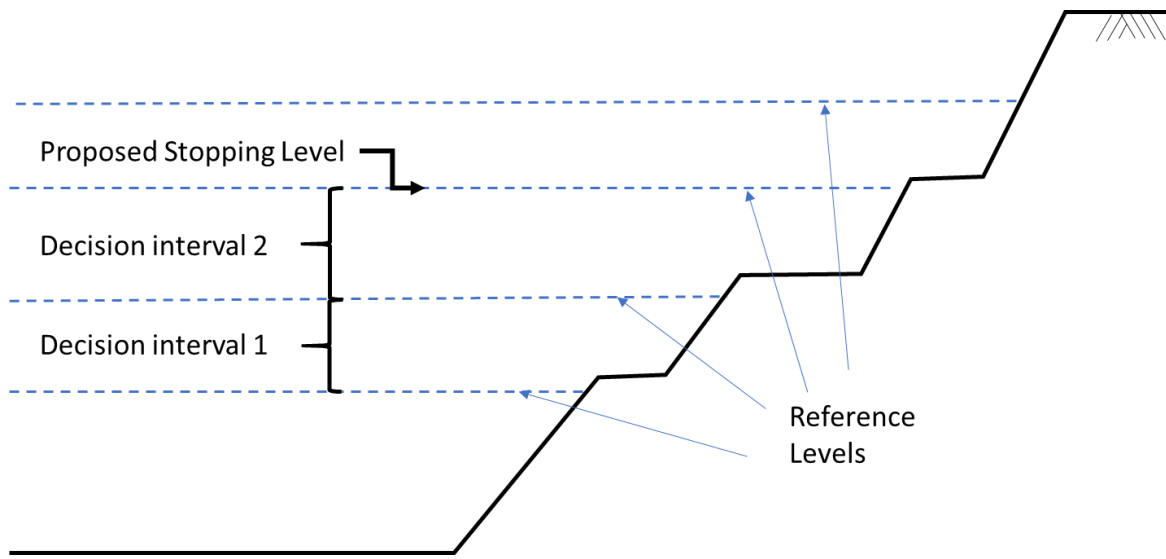 Proposed Stopping Level
Decision interval 2
Decision interval 1
Reference
Levels